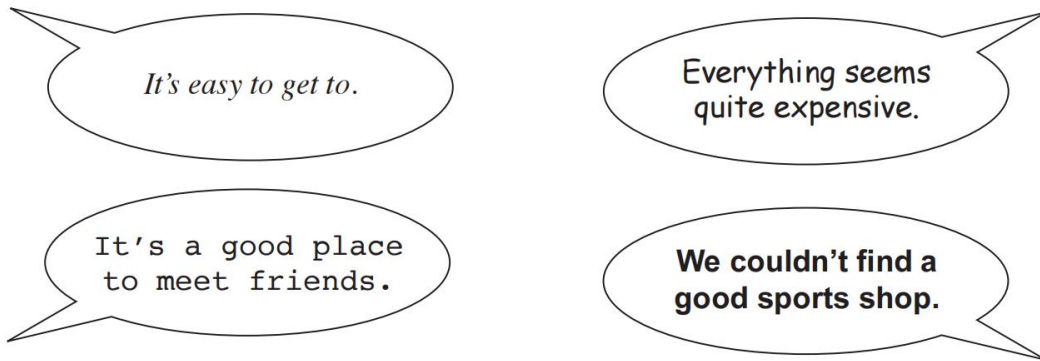 It's easy to get to.
Everything seems
quite expensive.
It's a good place
to meet friends.
We couldn't find a
good sports shop.